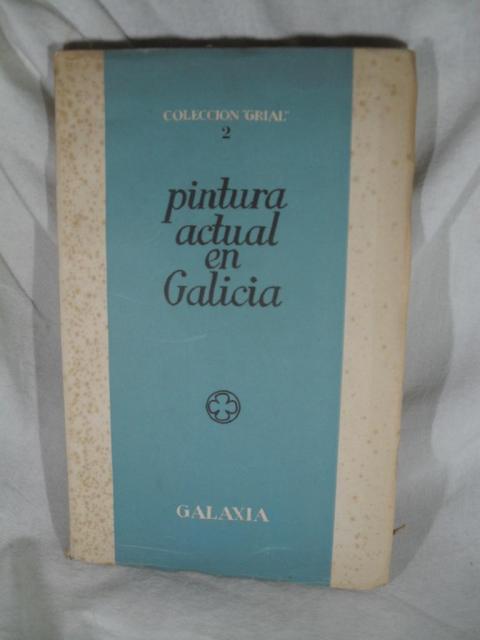 COLECCION "GRIAL"
2
pintura
actual
en
Galicia
GALAXIA